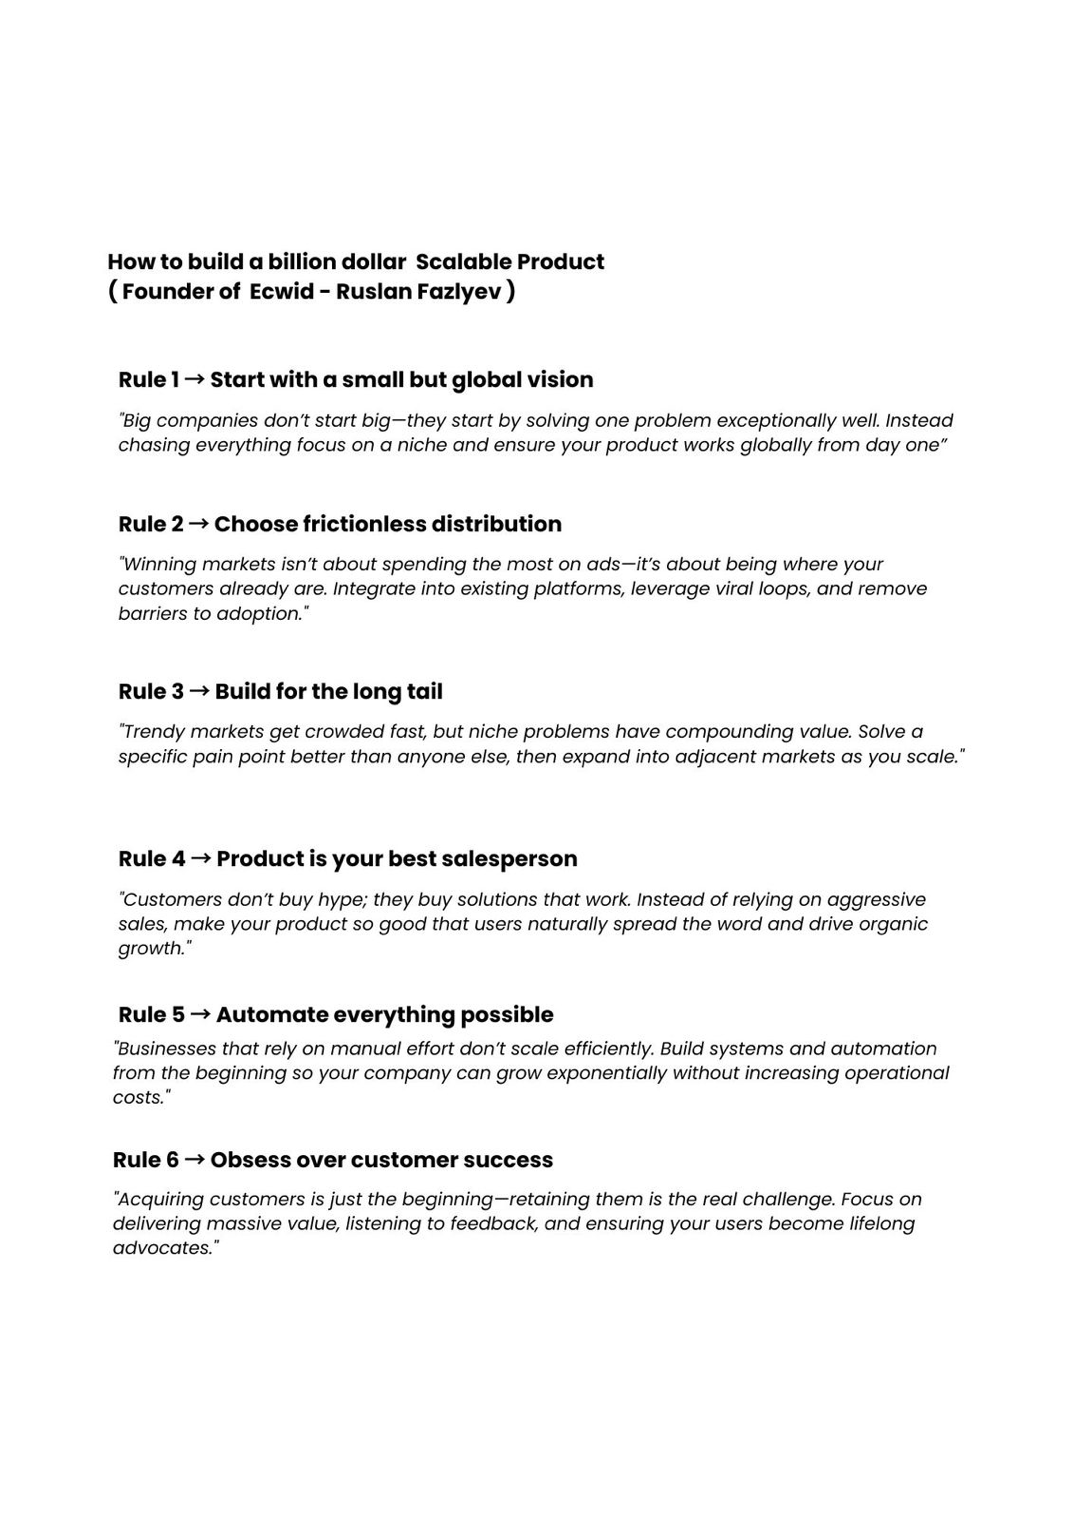 How to build a billion dollar  Scalable Product
( Founder of  Ecwid - Ruslan Fazlyev )
Rule 1 → Start with a small but global vision
"Big companies don’t start big—they start by solving one problem exceptionally well. Instead
chasing everything focus on a niche and ensure your product works globally from day one”
Rule 2 → Choose frictionless distribution
"Winning markets isn’t about spending the most on ads—it’s about being where your
customers already are. Integrate into existing platforms, leverage viral loops, and remove
barriers to adoption."
Rule 3 → Build for the long tail
"Trendy markets get crowded fast, but niche problems have compounding value. Solve a
specific pain point better than anyone else, then expand into adjacent markets as you scale."
Rule 4 → Product is your best salesperson
"Customers don’t buy hype; they buy solutions that work. Instead of relying on aggressive
sales, make your product so good that users naturally spread the word and drive organic
growth."
Rule 5 → Automate everything possible
"Businesses that rely on manual effort don’t scale efficiently. Build systems and automation
from the beginning so your company can grow exponentially without increasing operational
costs."
Rule 6 → Obsess over customer success
"Acquiring customers is just the beginning—retaining them is the real challenge. Focus on
delivering massive value, listening to feedback, and ensuring your users become lifelong
advocates."